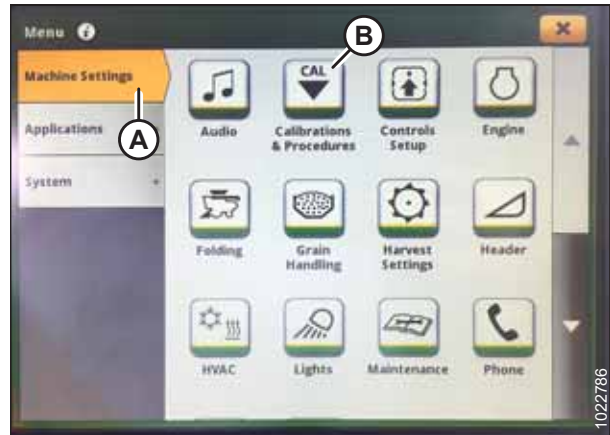 Menu i
B
Machine Settings
A
CAL
Audio
Calibrations
& Procedures
Controls
Setup
Engine
Applications
System
Folding
Grain
Handling
Harvest
Settings
Header
HVAC
Lights
Maintenance
Phone
1022786